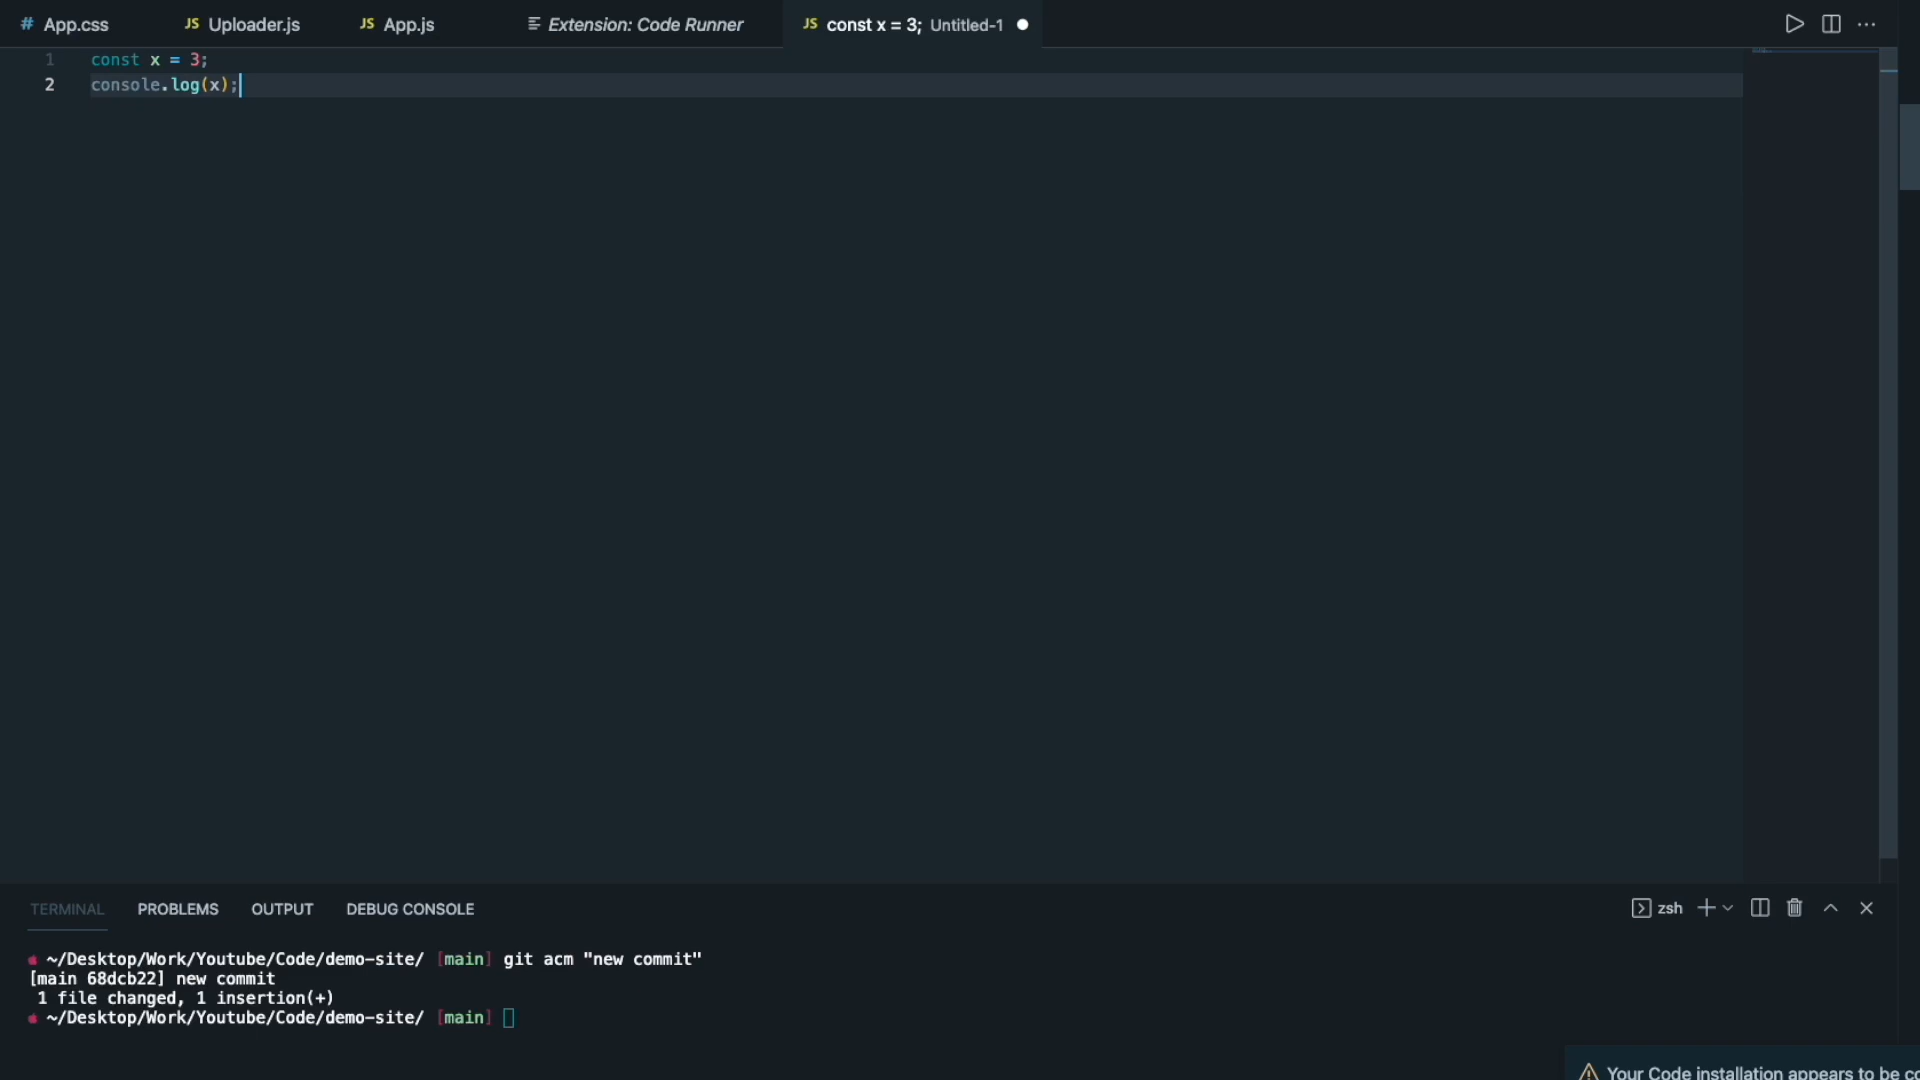 # App.css JS Uploader.js JS App.js Extension: Code Runner JS const x = 3; Untitled-1
1 const x = 3;
2 console.log(x);
TERMINAL PROBLEMS OUTPUT DEBUG CONSOLE zsh
~/Desktop/Work/Youtube/Code/demo-site/ [main] git acm "new commit"
[main 68dcb22] new commit
1 file changed, 1 insertion(+)
~/Desktop/Work/Youtube/Code/demo-site/ [main]
Your Code installation appears to be